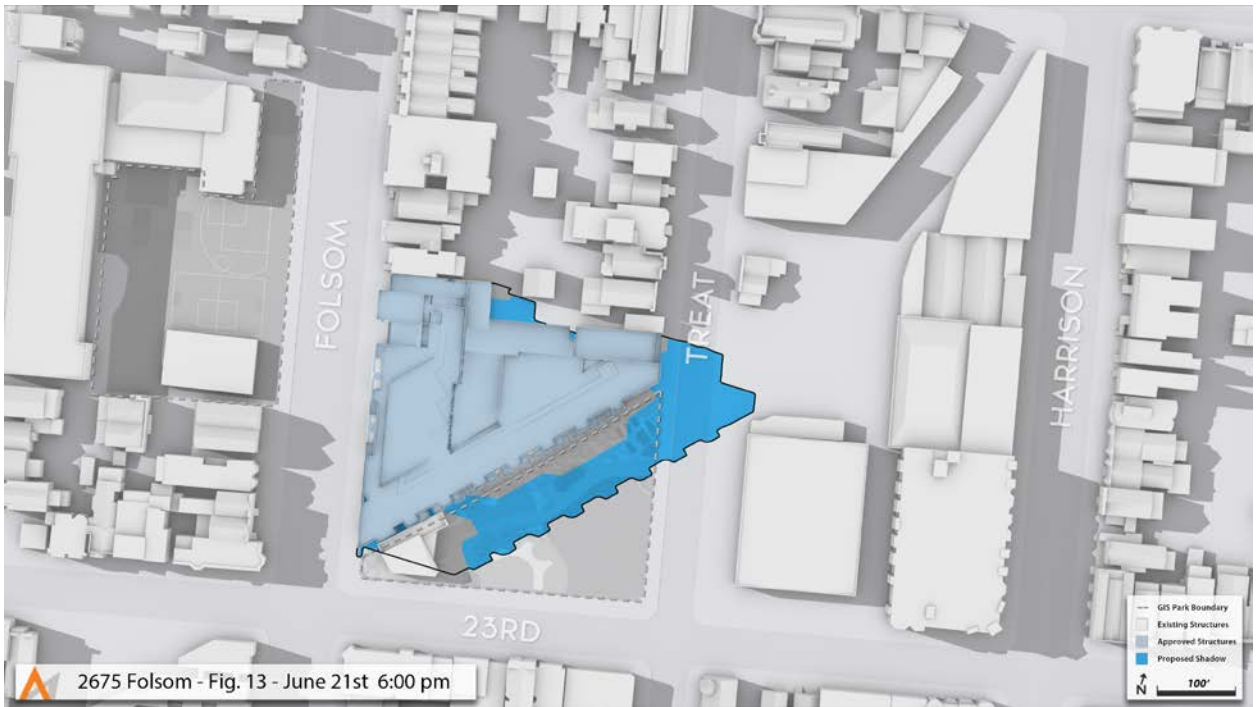 FOLSOM
TREAT
HARRISON
23RD
2675 Folsom - Fig. 13 - June 21st 6:00 pm
GIS Park Boundary
Existing Structures
Approved Structures
Proposed Shadow
N
100'